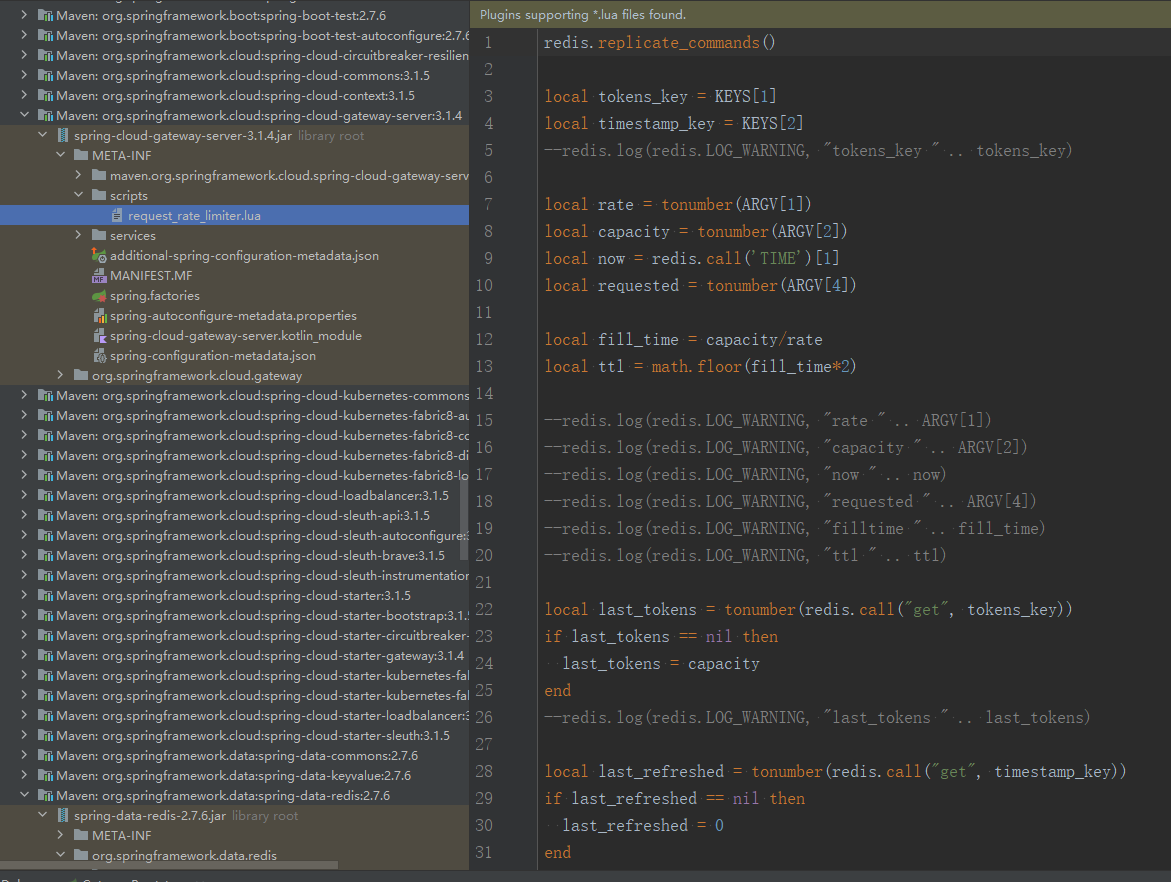 Maven: org.springframework.boot:spring-boot-test:2.7.6
Maven: org.springframework.boot:spring-boot-test-autoconfigure:2.7.6
Maven: org.springframework.cloud:spring-cloud-circuitbreaker-resilien
Maven: org.springframework.cloud:spring-cloud-commons:3.1.5
Maven: org.springframework.cloud:spring-cloud-context:3.1.5
Maven: org.springframework.cloud:spring-cloud-gateway-server:3.1.4
spring-cloud-gateway-server-3.1.4.jar library root
META-INF
maven.org.springframework.cloud.spring-cloud-gateway-serv
scripts
request_rate_limiter.lua
services
additional-spring-configuration-metadata.json
MANIFEST.MF
spring.factories
spring-autoconfigure-metadata.properties
spring-cloud-gateway-server.kotlin_module
spring-configuration-metadata.json
org.springframework.cloud.gateway
Maven: org.springframework.cloud:spring-cloud-kubernetes-commons
Maven: org.springframework.cloud:spring-cloud-kubernetes-fabric8-au
Maven: org.springframework.cloud:spring-cloud-kubernetes-fabric8-cc
Maven: org.springframework.cloud:spring-cloud-kubernetes-fabric8-di
Maven: org.springframework.cloud:spring-cloud-kubernetes-fabric8-lo
Maven: org.springframework.cloud:spring-cloud-loadbalancer:3.1.5
Maven: org.springframework.cloud:spring-cloud-sleuth-api:3.1.5
Maven: org.springframework.cloud:spring-cloud-sleuth-autoconfigure:3
Maven: org.springframework.cloud:spring-cloud-sleuth-brave:3.1.5
Maven: org.springframework.cloud:spring-cloud-sleuth-instrumentation
Maven: org.springframework.cloud:spring-cloud-starter:3.1.5
Maven: org.springframework.cloud:spring-cloud-starter-bootstrap:3.1.5
Maven: org.springframework.cloud:spring-cloud-starter-circuitbreaker-
Maven: org.springframework.cloud:spring-cloud-starter-gateway:3.1.4
Maven: org.springframework.cloud:spring-cloud-starter-kubernetes-fal
Maven: org.springframework.cloud:spring-cloud-starter-kubernetes-fal
Maven: org.springframework.cloud:spring-cloud-starter-loadbalancer:3
Maven: org.springframework.cloud:spring-cloud-starter-sleuth:3.1.5
Maven: org.springframework.data:spring-data-commons:2.7.6
Maven: org.springframework.data:spring-data-keyvalue:2.7.6
Maven: org.springframework.data:spring-data-redis:2.7.6
spring-data-redis-2.7.6.jar library root
META-INF
org.springframework.data.redis
Plugins supporting *.lua files found.
1 redis.replicate_commands()
2
3 local tokens_key = KEYS[1]
4 local timestamp_key = KEYS[2]
5 --redis.log(redis.LOG_WARNING, "tokens_key " .. tokens_key)
6
7 local rate = tonumber(ARGV[1])
8 local capacity = tonumber(ARGV[2])
9 local now = redis.call('TIME')[1]
10 local requested = tonumber(ARGV[4])
11
12 local fill_time = capacity/rate
13 local ttl = math.floor(fill_time*2)
14
15 --redis.log(redis.LOG_WARNING, "rate " .. ARGV[1])
16 --redis.log(redis.LOG_WARNING, "capacity " .. ARGV[2])
17 --redis.log(redis.LOG_WARNING, "now " .. now)
18 --redis.log(redis.LOG_WARNING, "requested " .. ARGV[4])
19 --redis.log(redis.LOG_WARNING, "filltime " .. fill_time)
20 --redis.log(redis.LOG_WARNING, "ttl " .. ttl)
21
22 local last_tokens = tonumber(redis.call("get", tokens_key))
23 if last_tokens == nil then
24 last_tokens = capacity
25 end
26 --redis.log(redis.LOG_WARNING, "last_tokens " .. last_tokens)
27
28 local last_refreshed = tonumber(redis.call("get", timestamp_key))
29 if last_refreshed == nil then
30 last_refreshed = 0
31 end